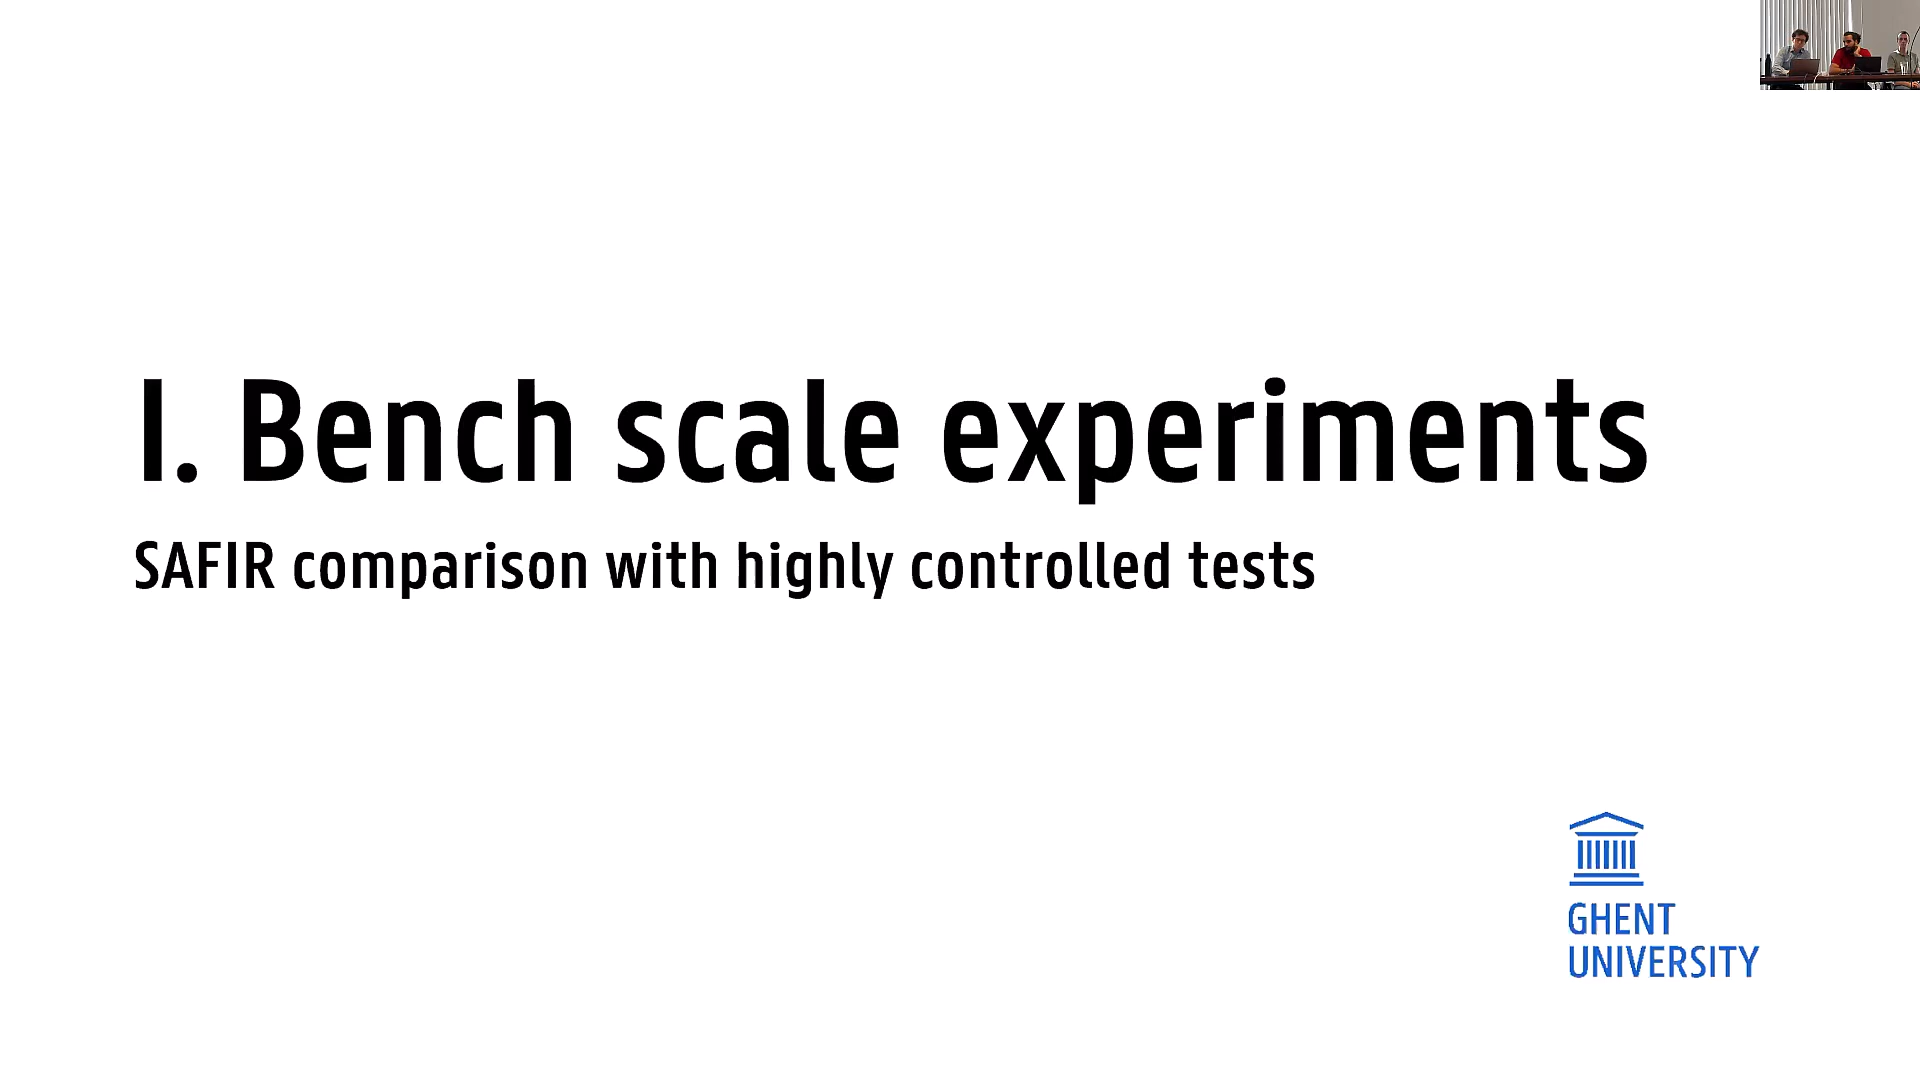 I. Bench scale experiments
SAFIR comparison with highly controlled tests
GHENT
UNIVERSITY